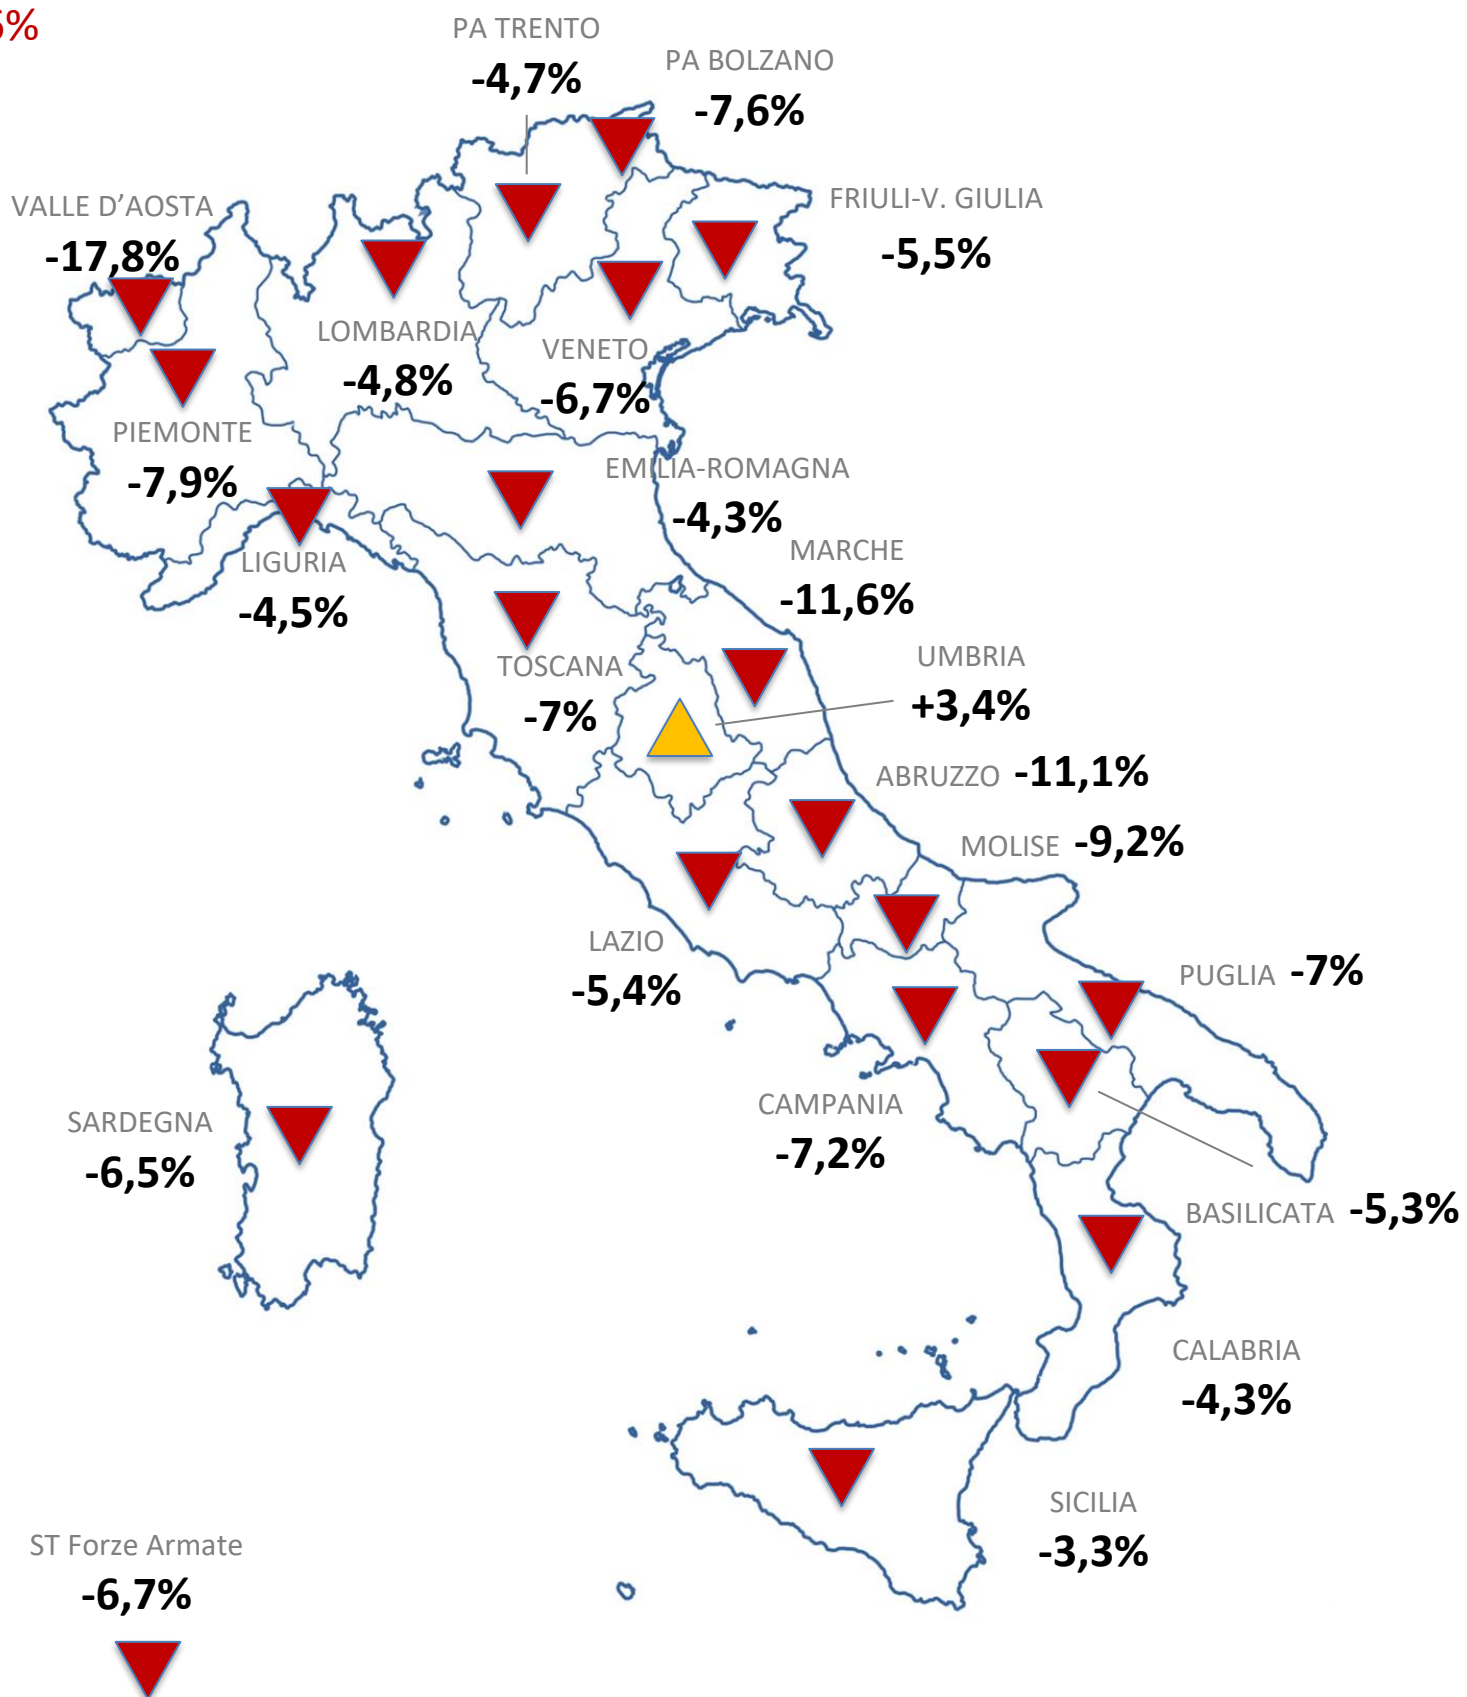 5%
PA TRENTO
-4,7%
PA BOLZANO
-7,6%
VALLE D’AOSTA
-17,8%
FRIULI-V. GIULIA
-5,5%
LOMBARDIA
-4,8%
VENETO
-6,7%
PIEMONTE
-7,9%
EMILIA-ROMAGNA
-4,3%
LIGURIA
-4,5%
MARCHE
-11,6%
TOSCANA
-7%
UMBRIA
+3,4%
ABRUZZO -11,1%
MOLISE -9,2%
LAZIO
-5,4%
PUGLIA -7%
CAMPANIA
-7,2%
SARDEGNA
-6,5%
BASILICATA -5,3%
CALABRIA
-4,3%
SICILIA
-3,3%
ST Forze Armate
-6,7%